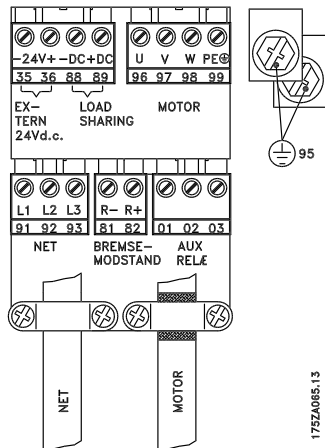 -24V+ -DC+DC
35 36 88 89
U V W PE
96 97 98 99
EX-
TERN
24Vd.c.
LOAD
SHARING
MOTOR
95
L1 L2 L3
91 92 93
R- R+
81 82
01 02 03
NET
BREMSE-
MODSTAND
AUX
RELÆ
NET
MOTOR
175ZA065.13